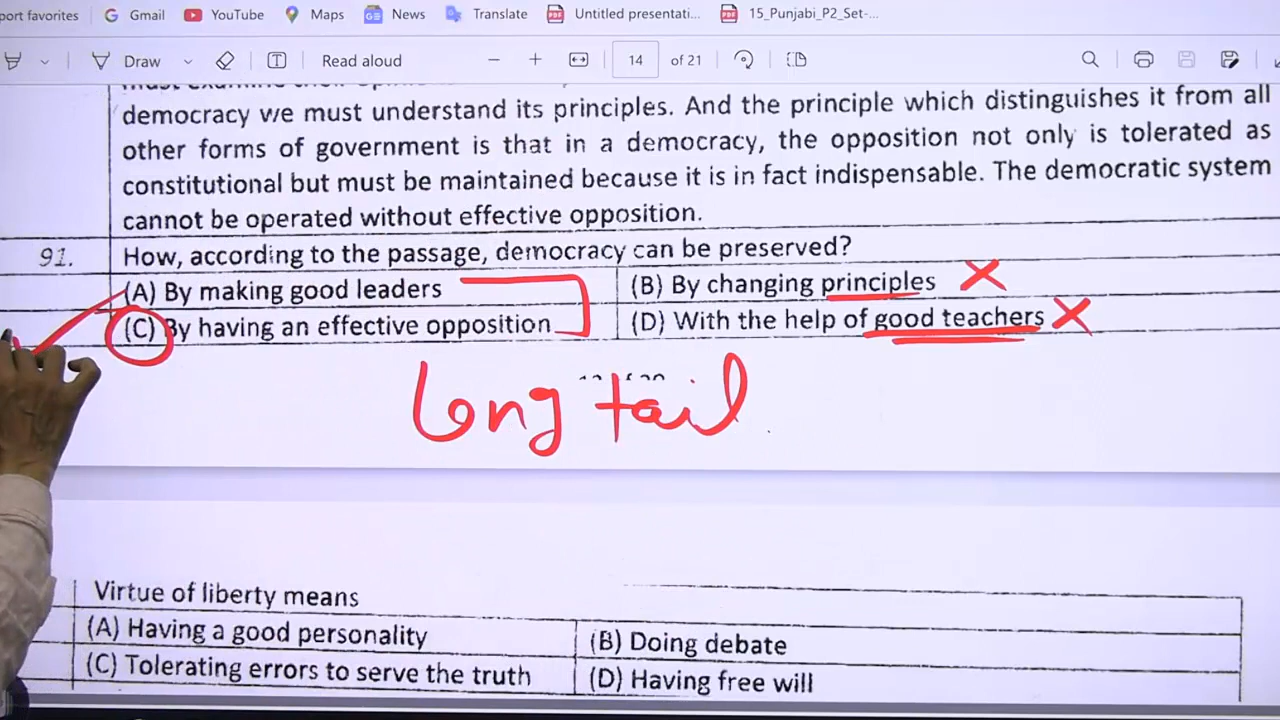 port favorites Gmail YouTube Maps News Translate Untitled presentati... 15_Punjabi_P2_Set-...
Draw Read aloud 14 of 21
democracy we must understand its principles. And the principle which distinguishes it from all
other forms of government is that in a democracy, the opposition not only is tolerated as
constitutional but must be maintained because it is in fact indispensable. The democratic system
cannot be operated without effective opposition.
91. How, according to the passage, democracy can be preserved?
(A) By making good leaders (B) By changing principles
(C) By having an effective opposition (D) With the help of good teachers
Long tail
Virtue of liberty means
(A) Having a good personality (B) Doing debate
(C) Tolerating errors to serve the truth (D) Having free will